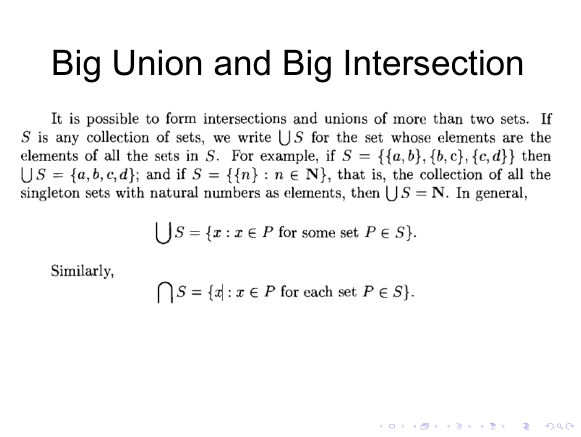 Big Union and Big Intersection
It is possible to form intersections and unions of more than two sets. If
S is any collection of sets, we write ⋃ S for the set whose elements are the
elements of all the sets in S. For example, if S = {{a, b}, {b, c}, {c, d}} then
⋃ S = {a, b, c, d}; and if S = {{n} : n ∈ N}, that is, the collection of all the
singleton sets with natural numbers as elements, then ⋃ S = N. In general,
⋃ S = {x : x ∈ P for some set P ∈ S}.
Similarly,
⋂ S = {x : x ∈ P for each set P ∈ S}.